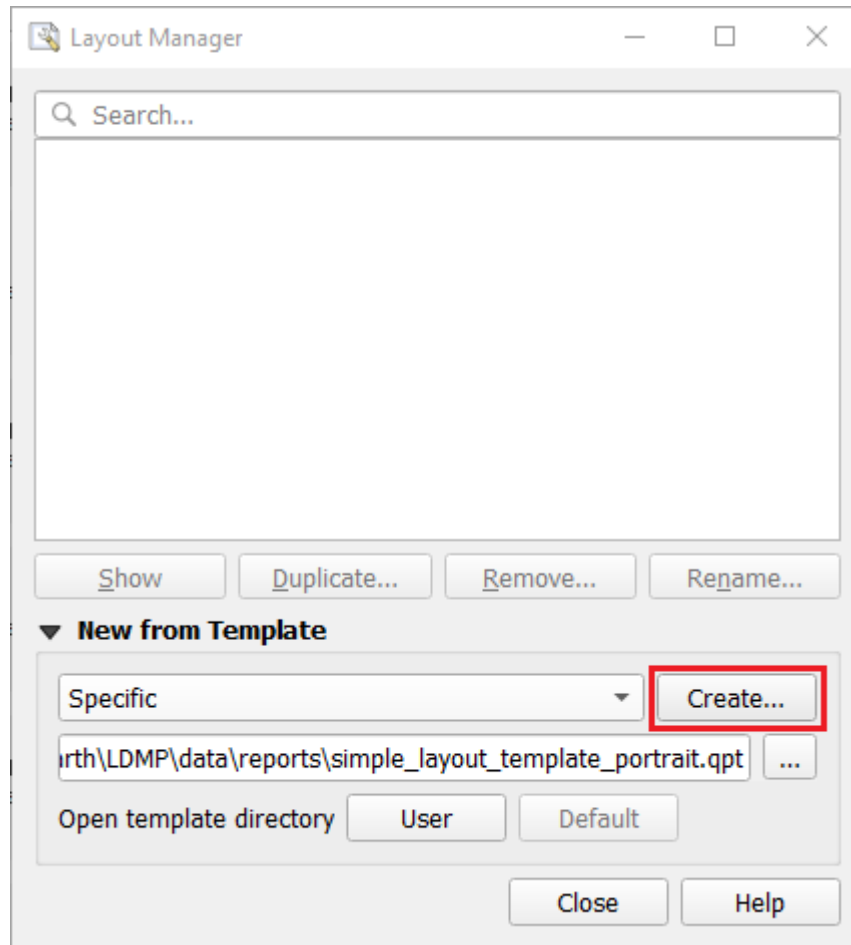 Layout Manager
Search...
Show Duplicate... Remove... Rename...
New from Template
Specific Create...
arth\LDMP\data\reports\simple_layout_template_portrait.qpt ...
Open template directory User Default
Close Help